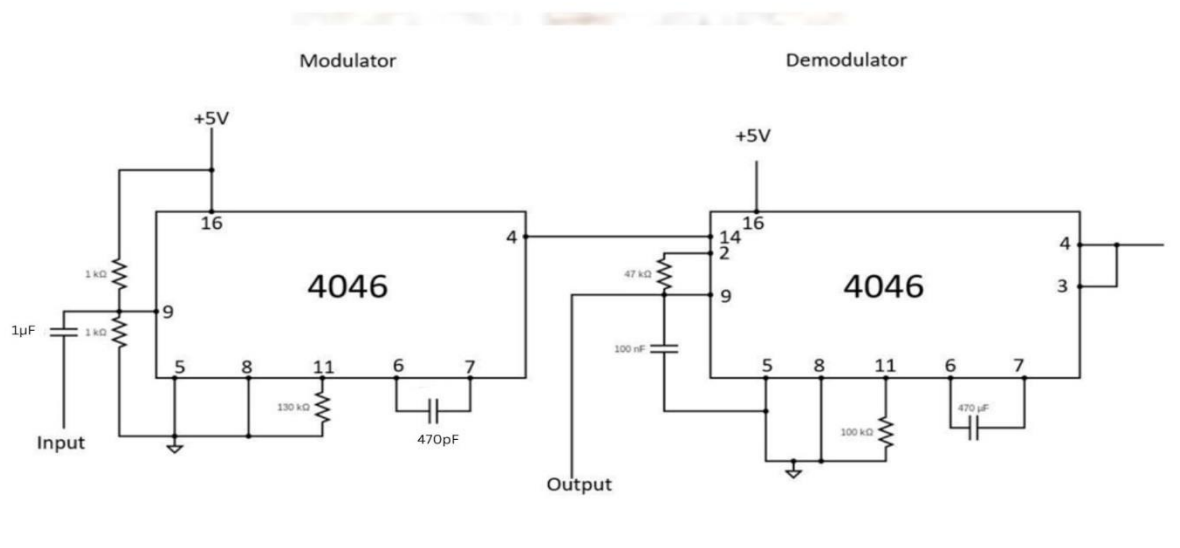 Modulator
Demodulator
+5V
+5V
16
4
14
16
2
4
1 kΩ
4046
47 kΩ
4046
9
3
9
1µF
1 kΩ
100 nF
5
8
11
6
7
5
8
11
6
7
130 kΩ
470pF
470 µF
100 kΩ
Input
Output